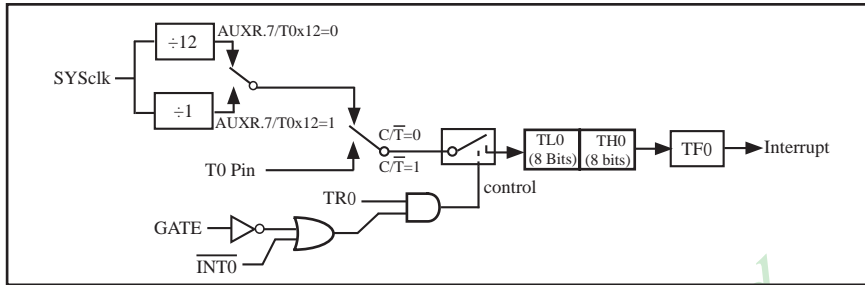 ÷12
AUXR.7/T0x12=0
SYSclk
÷1
AUXR.7/T0x12=1
C/T̅=0
C/T̅=1
T0 Pin
TL0
(8 Bits)
TH0
(8 bits)
TF0
Interrupt
control
TR0
GATE
I̅N̅T̅0̅